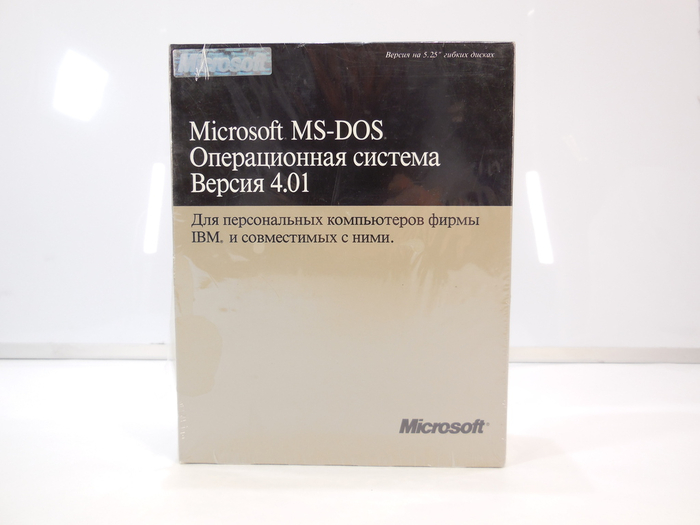 Microsoft
Версия на 5.25" гибких дисках
Microsoft MS-DOS®
Операционная система
Версия 4.01
Для персональных компьютеров фирмы
IBM® и совместимых с ними.
Microsoft®